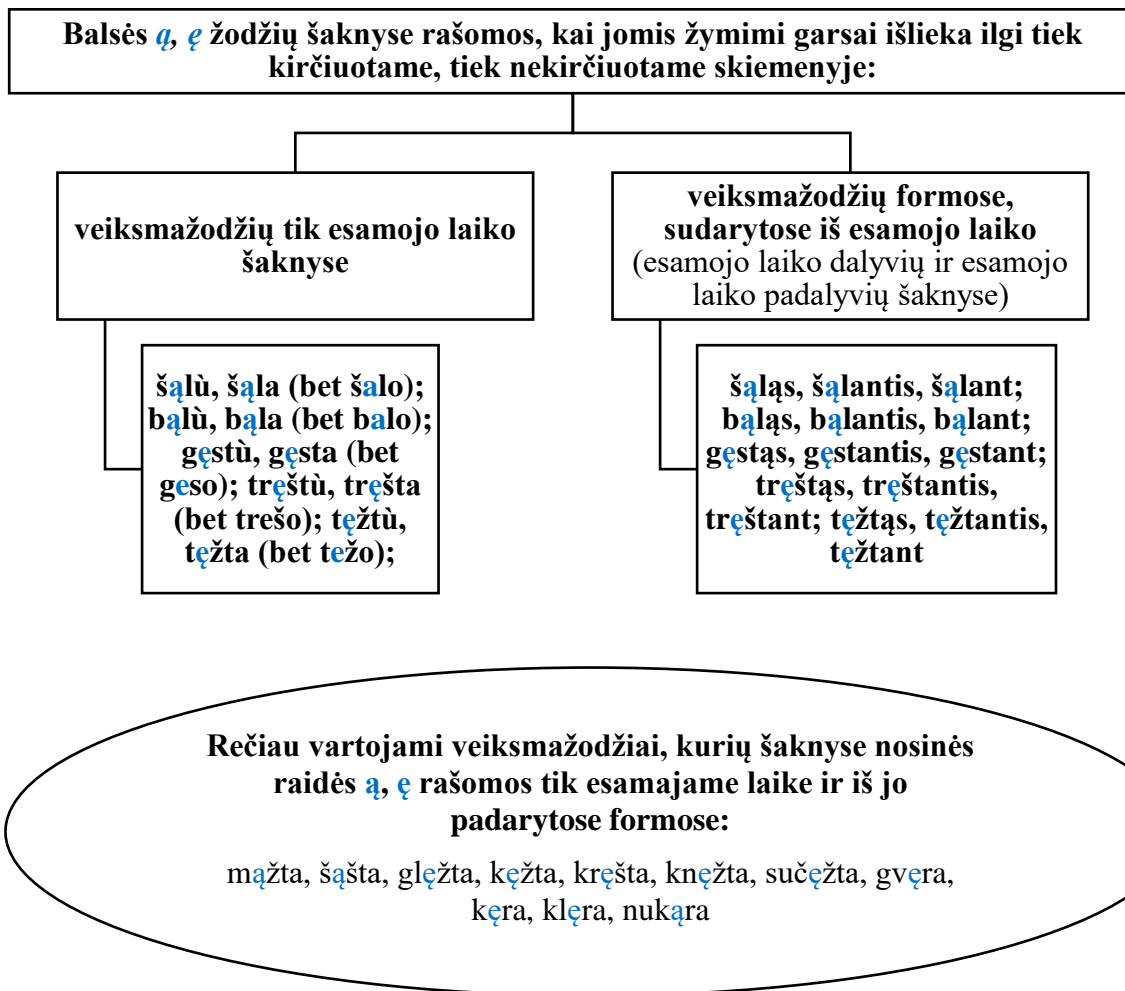 Balsės ą, ę žodžių šaknyse rašomos, kai jomis žymimi garsai išlieka ilgi tiek
kirčiuotame, tiek nekirčiuotame skiemenyje:
veiksmažodžių tik esamojo laiko
šaknyse
šąlù, šąla (bet šalo);
bąlù, bąla (bet balo);
gęstù, gęsta (bet
geso); tręštù, tręšta
(bet trešo); tęžtù,
tęžta (bet težo);
veiksmažodžių formose,
sudarytose iš esamojo laiko
(esamojo laiko dalyvių ir esamojo
laiko padalyvių šaknyse)
šąląs, šąlantis, šąlant;
bąląs, bąlantis, bąlant;
gęstąs, gęstantis, gęstant;
tręštąs, tręštantis,
tręštant; tęžtąs, tęžtantis,
tęžtant
Rečiau vartojami veiksmažodžiai, kurių šaknyse nosinės
raidės ą, ę rašomos tik esamajame laike ir iš jo
padarytose formose:
mąžta, šąšta, glęžta, kęžta, kręšta, knęžta, sučęžta, gvęra,
kęra, klęra, nukąra